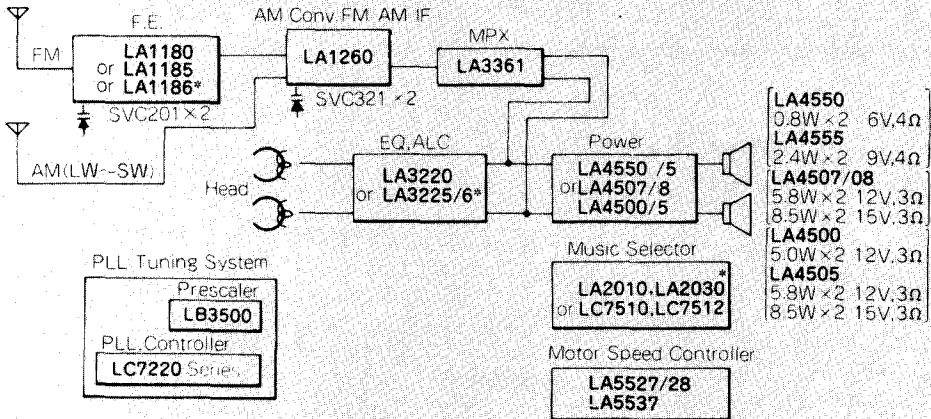 F.E.
FM
LA1180
or LA1185
or LA1186*
SVC201×2
AM Conv. FM AM IF
LA1260
SVC321×2
MPX
LA3361
AM(LW~SW)
Head
EQ,ALC
LA3220
or LA3225/6*
Power
LA4550 /5
or LA4507/8
LA4500/5
LA4550
0.8W×2 6V,4Ω
LA4555
2.4W×2 9V,4Ω
LA4507/08
5.8W×2 12V,3Ω
8.5W×2 15V,3Ω
LA4500
5.0W×2 12V,3Ω
LA4505
5.8W×2 12V,3Ω
8.5W×2 15V,3Ω
PLL Tuning System
Prescaler
LB3500
PLL Controller
LC7220 Series
Music Selector
*
LA2010.LA2030
or LC7510.LC7512
Motor Speed Controller
LA5527/28
LA5537